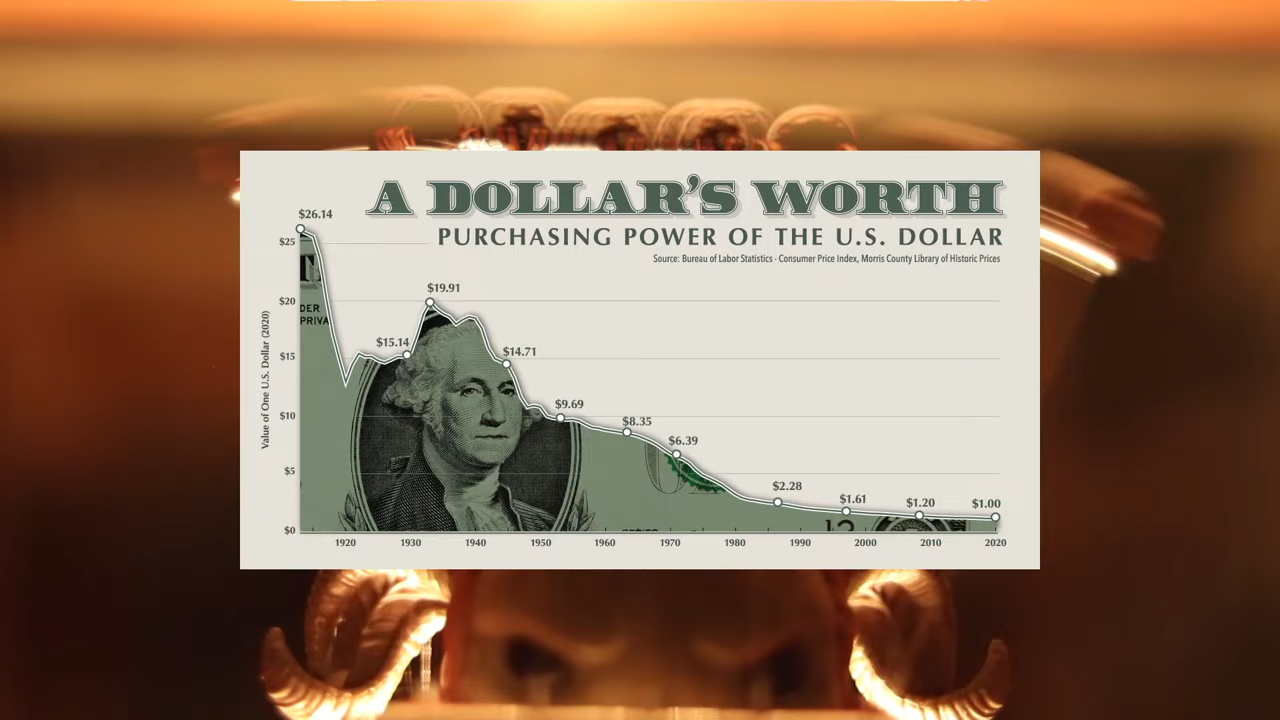 A DOLLAR'S WORTH
PURCHASING POWER OF THE U.S. DOLLAR
Source: Bureau of Labor Statistics - Consumer Price Index, Morris County Library of Historic Prices
$26.14
$25
$20
$15
$10
$5
$0
Value of One U.S. Dollar (2020)
DER
PRIVA
$15.14
$19.91
$14.71
$9.69
$8.35
$6.39
$2.28
$1.61
$1.20
$1.00
12
1920 1930 1940 1950 1960 1970 1980 1990 2000 2010 2020